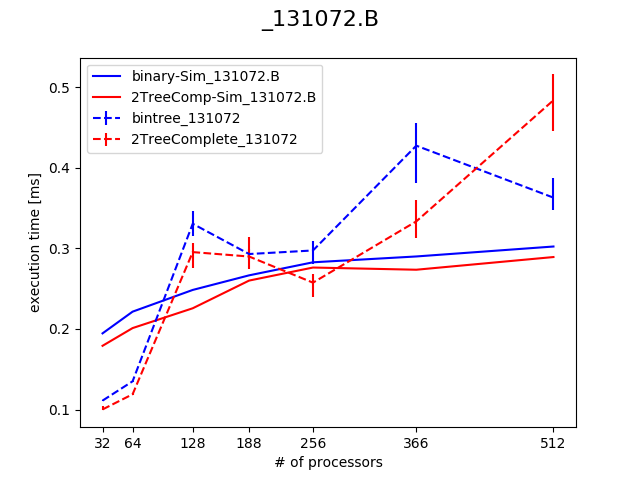 _131072.B
binary-Sim_131072.B
2TreeComp-Sim_131072.B
bintree_131072
2TreeComplete_131072
execution time [ms]
0.5
0.4
0.3
0.2
0.1
32 64 128 188 256 366 512
# of processors